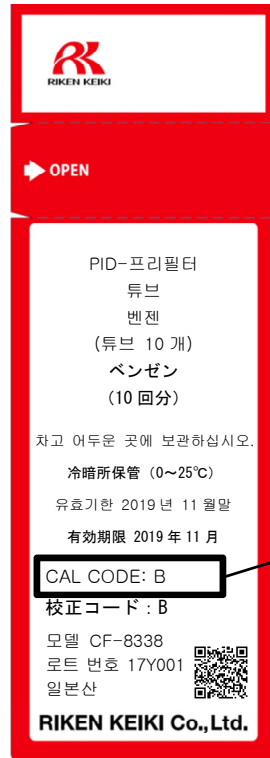 RIKEN KEIKI
OPEN
PID-프리필터
튜브
벤젠
(튜브 10 개)
ベンゼン
(10 回分)
차고 어두운 곳에 보관하십시오.
冷暗所保管（0～25℃）
유효기한 2019 년 11 월말
有効期限 2019 年 11 月
CAL CODE: B
校正コード：B
모델 CF-8338
로트 번호 17Y001
일본산
RIKEN KEIKI Co.,Ltd.